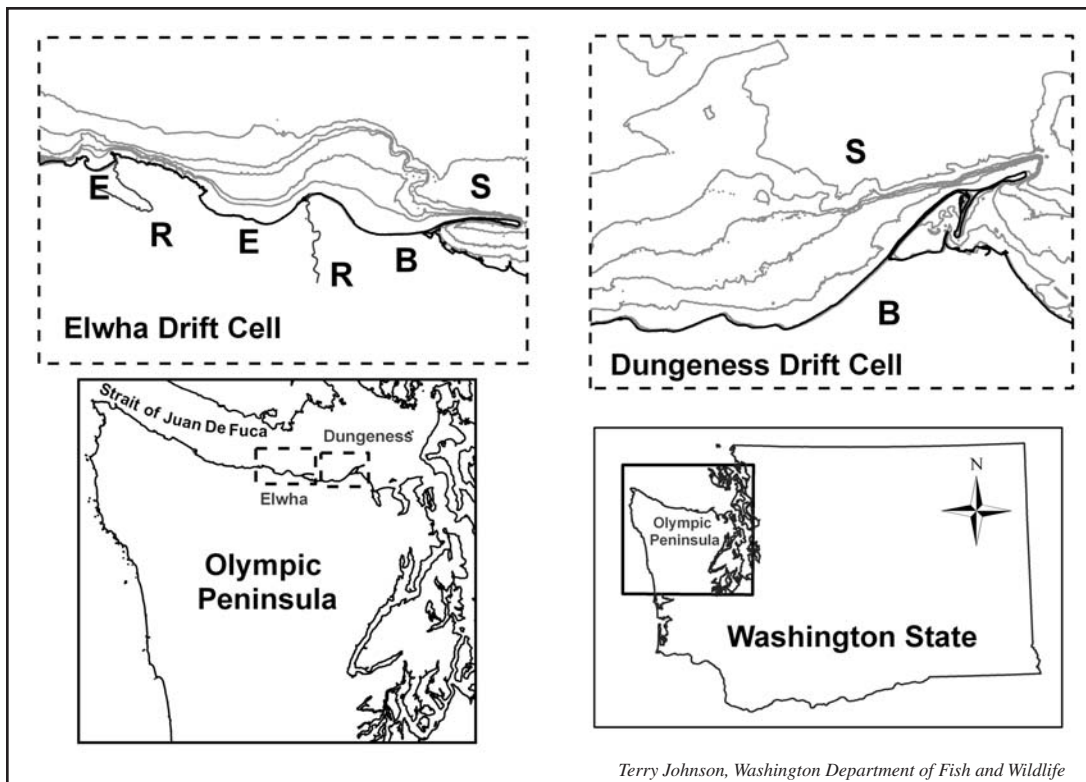 E
R
E
R
B
S
Elwha Drift Cell
S
B
Dungeness Drift Cell
Strait of Juan De Fuca
Dungeness
Elwha
Olympic
Peninsula
N
Olympic
Peninsula
Washington State
Terry Johnson, Washington Department of Fish and Wildlife